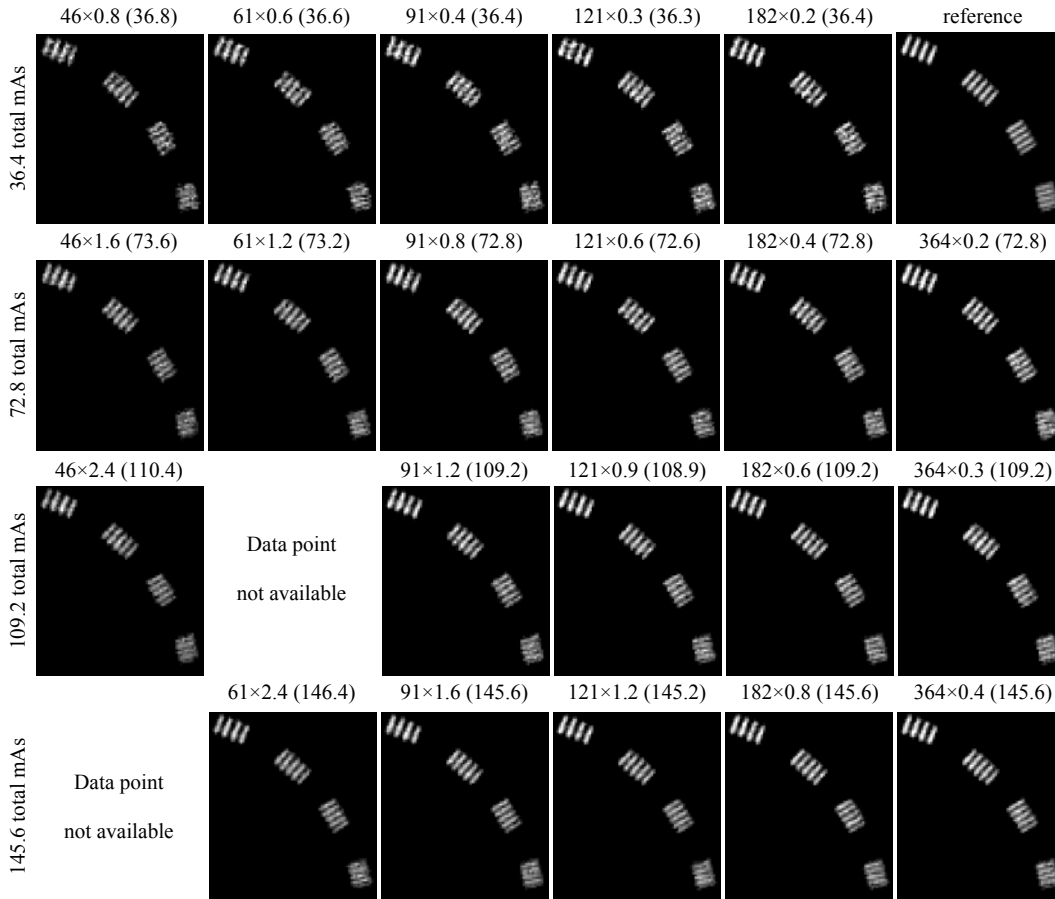 46×0.8 (36.8) 61×0.6 (36.6) 91×0.4 (36.4) 121×0.3 (36.3) 182×0.2 (36.4) reference
36.4 total mAs
46×1.6 (73.6) 61×1.2 (73.2) 91×0.8 (72.8) 121×0.6 (72.6) 182×0.4 (72.8) 364×0.2 (72.8)
72.8 total mAs
46×2.4 (110.4) 91×1.2 (109.2) 121×0.9 (108.9) 182×0.6 (109.2) 364×0.3 (109.2)
109.2 total mAs
Data point
not available
61×2.4 (146.4) 91×1.6 (145.6) 121×1.2 (145.2) 182×0.8 (145.6) 364×0.4 (145.6)
145.6 total mAs
Data point
not available